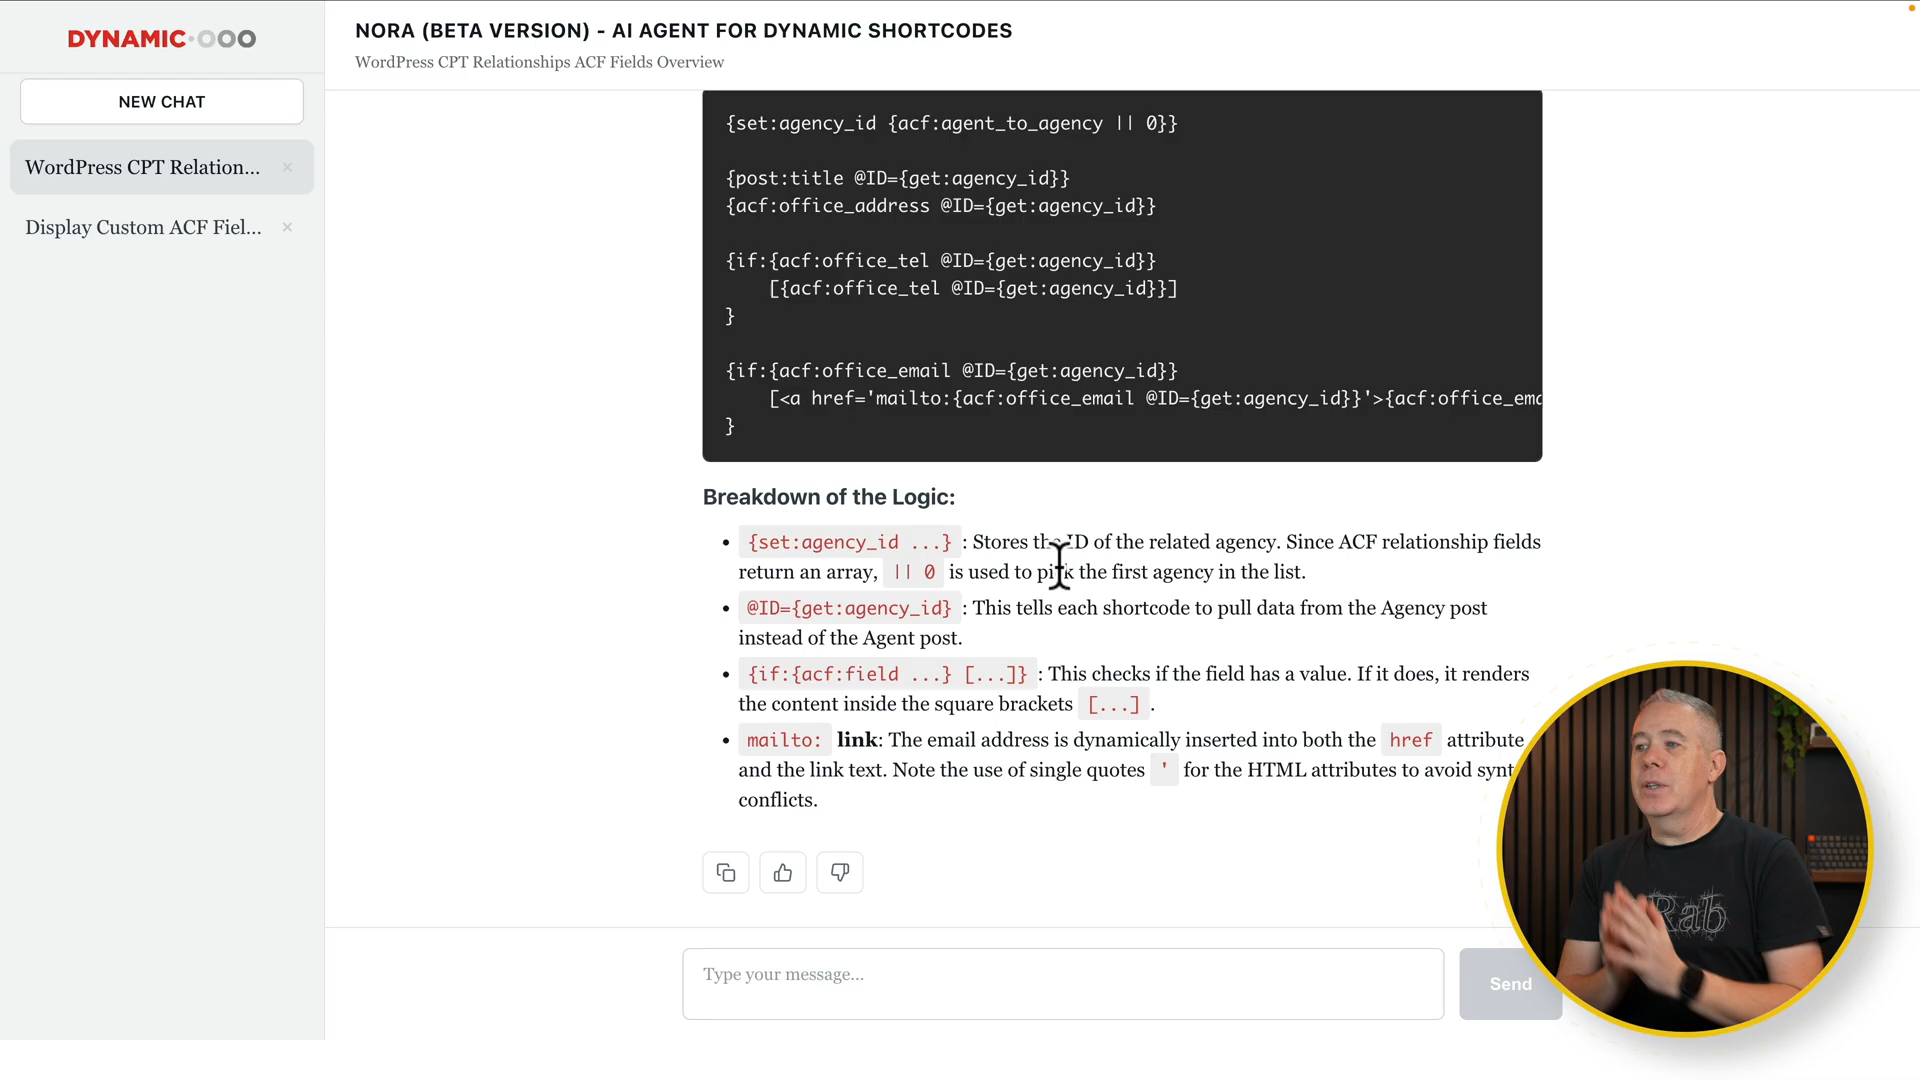 DYNAMIC
NEW CHAT
WordPress CPT Relation... ×
Display Custom ACF Fiel... ×
NORA (BETA VERSION) - AI AGENT FOR DYNAMIC SHORTCODES
WordPress CPT Relationships ACF Fields Overview
{set:agency_id {acf:agent_to_agency || 0}}
{post:title @ID={get:agency_id}}
{acf:office_address @ID={get:agency_id}}
{if:{acf:office_tel @ID={get:agency_id}}
[{acf:office_tel @ID={get:agency_id}}]
}
{if:{acf:office_email @ID={get:agency_id}}
[<a href='mailto:{acf:office_email @ID={get:agency_id}}'>{acf:office_ema
}
Breakdown of the Logic:
• {set:agency_id ...} : Stores the ID of the related agency. Since ACF relationship fields
return an array, || 0 is used to pick the first agency in the list.
• @ID={get:agency_id} : This tells each shortcode to pull data from the Agency post
instead of the Agent post.
• {if:{acf:field ...} [...]} : This checks if the field has a value. If it does, it renders
the content inside the square brackets [...] .
• mailto: link: The email address is dynamically inserted into both the href attribute
and the link text. Note the use of single quotes ' for the HTML attributes to avoid synt
conflicts.
Type your message...
Send
Rab